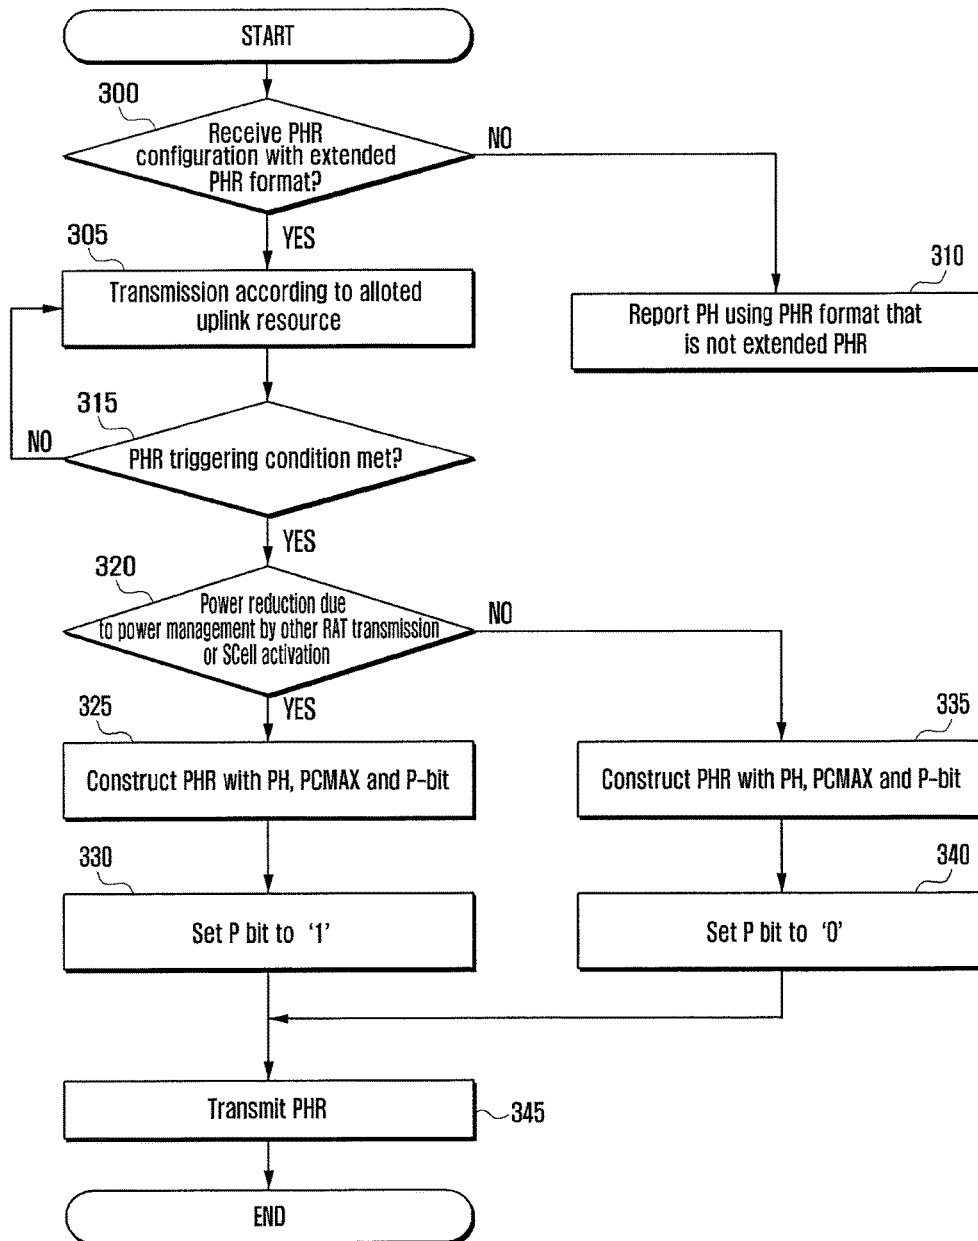 START
300
Receive PHR
configuration with extended
PHR format?
NO
YES
305
Transmission according to alloted
uplink resource
310
Report PH using PHR format that
is not extended PHR
315
NO
PHR triggering condition met?
YES
320
Power reduction due
to power management by other RAT transmission
or SCell activation
NO
YES
325
Construct PHR with PH, PCMAX and P-bit
335
Construct PHR with PH, PCMAX and P-bit
330
Set P bit to '1'
340
Set P bit to '0'
Transmit PHR
345
END